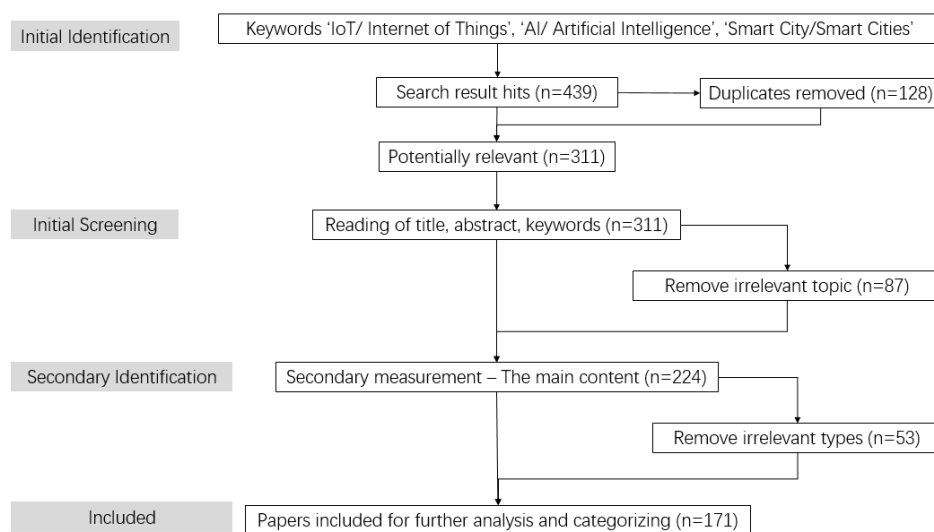 Initial Identification
Keywords ‘IoT/ Internet of Things’, ‘AI/ Artificial Intelligence’, ‘Smart City/Smart Cities’
Search result hits (n=439)
Duplicates removed (n=128)
Potentially relevant (n=311)
Initial Screening
Reading of title, abstract, keywords (n=311)
Remove irrelevant topic (n=87)
Secondary Identification
Secondary measurement – The main content (n=224)
Remove irrelevant types (n=53)
Included
Papers included for further analysis and categorizing (n=171)